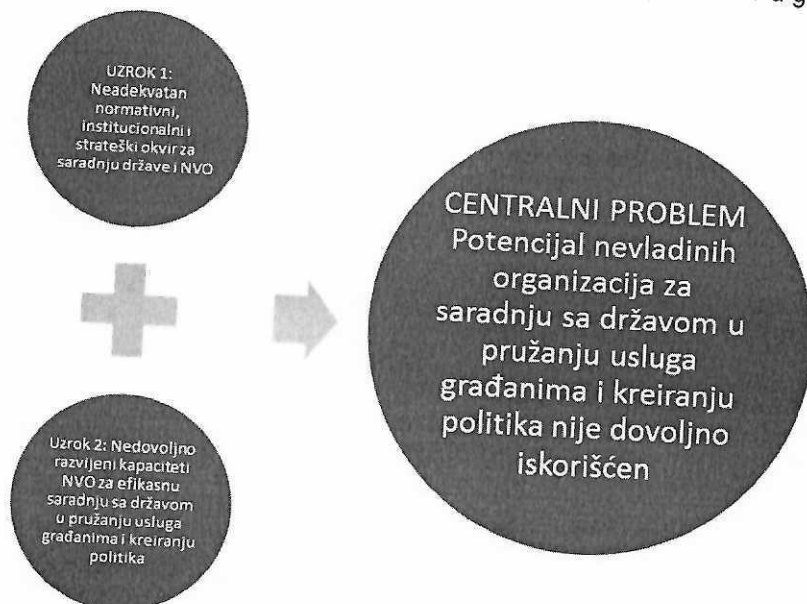 UZROK 1:
Neadekvatan
normativni,
institucionalni i
strateški okvir za
saradnju države i NVO
CENTRALNI PROBLEM
Potencijal nevladinih
organizacija za
saradnju sa državom u
pružanju usluga
građanima i kreiranju
politika nije dovoljno
iskorišćen
Uzrok 2: Nedovoljno
razvijeni kapaciteti
NVO za efikasnu
saradnju sa državom
u pružanju usluga
građanima i kreiranju
politika